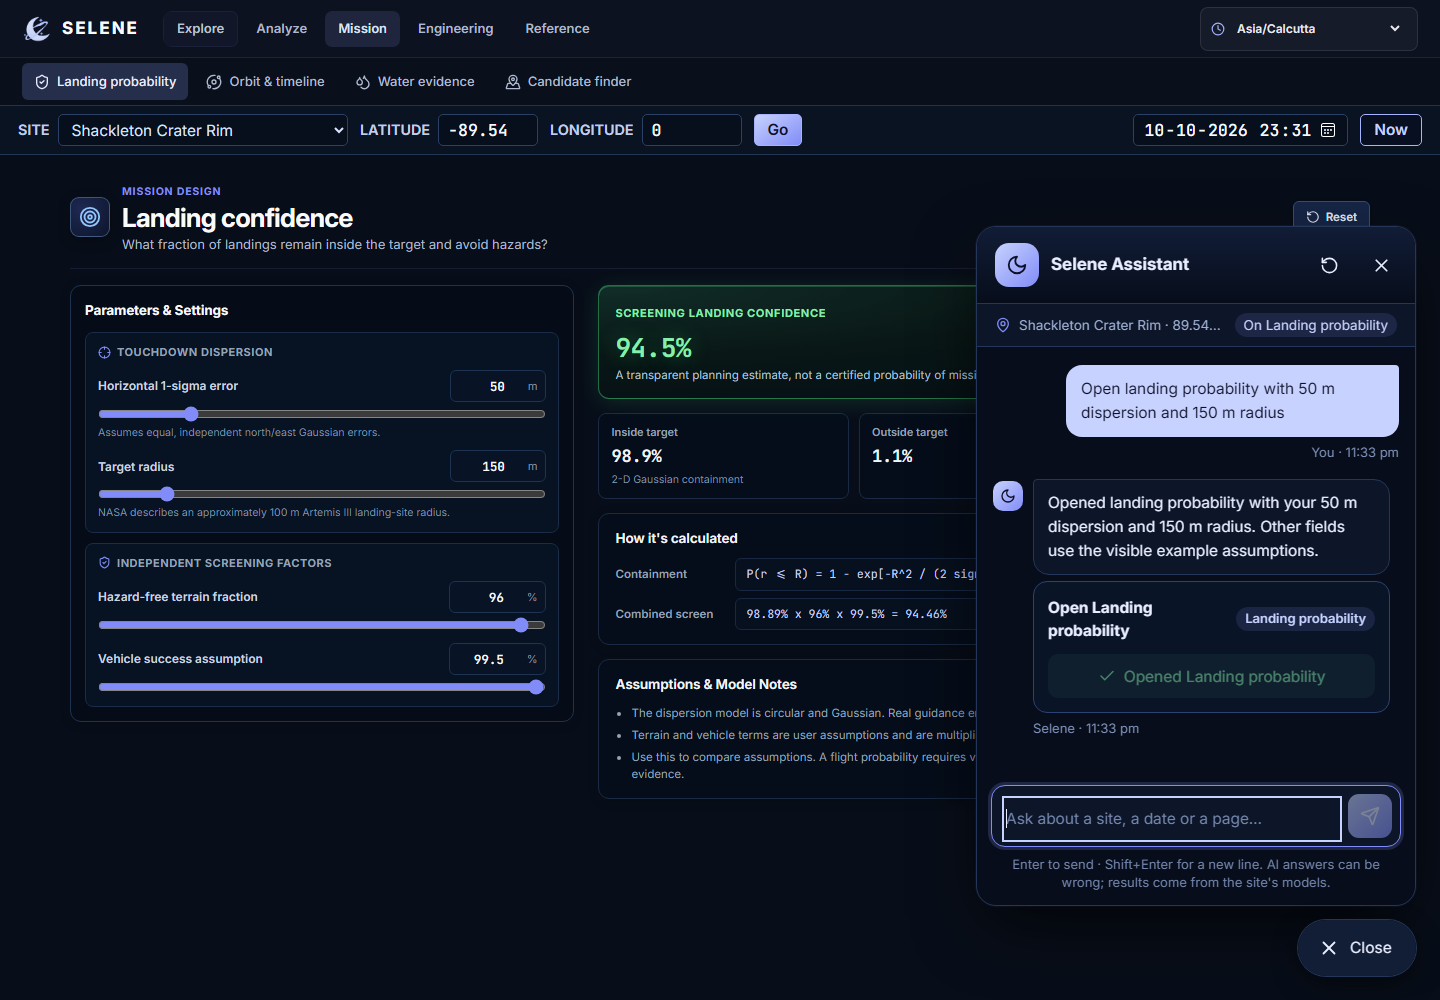 SELENE
Explore
Analyze
Mission
Engineering
Reference
Asia/Calcutta
Landing probability
Orbit & timeline
Water evidence
Candidate finder
SITE
Shackleton Crater Rim
LATITUDE
-89.54
LONGITUDE
0
Go
10-10-2026 23:31
Now
MISSION DESIGN
Landing confidence
What fraction of landings remain inside the target and avoid hazards?
Reset
Parameters & Settings
TOUCHDOWN DISPERSION
Horizontal 1-sigma error
50 m
Assumes equal, independent north/east Gaussian errors.
Target radius
150 m
NASA describes an approximately 100 m Artemis III landing-site radius.
INDEPENDENT SCREENING FACTORS
Hazard-free terrain fraction
96 %
Vehicle success assumption
99.5 %
SCREENING LANDING CONFIDENCE
94.5%
A transparent planning estimate, not a certified probability of missi
Inside target
98.9%
2-D Gaussian containment
Outside target
1.1%
How it's calculated
Containment
P(r ⩽ R) = 1 - exp[-R^2 / (2 sig
Combined screen
98.89% x 96% x 99.5% = 94.46%
Assumptions & Model Notes
The dispersion model is circular and Gaussian. Real guidance e
Terrain and vehicle terms are user assumptions and are multipli
Use this to compare assumptions. A flight probability requires v
evidence.
Selene Assistant
Shackleton Crater Rim · 89.54...
On Landing probability
Open landing probability with 50 m
dispersion and 150 m radius
You · 11:33 pm
Opened landing probability with your 50 m
dispersion and 150 m radius. Other fields
use the visible example assumptions.
Open Landing
probability
Landing probability
Opened Landing probability
Selene · 11:33 pm
Ask about a site, a date or a page...
Enter to send · Shift+Enter for a new line. AI answers can be
wrong; results come from the site's models.
Close